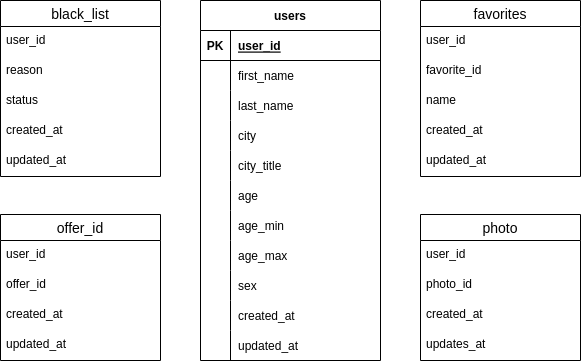 black_list
user_id
reason
status
created_at
updated_at
users
PK user_id
first_name
last_name
city
city_title
age
age_min
age_max
sex
created_at
updated_at
favorites
user_id
favorite_id
name
created_at
updated_at
offer_id
user_id
offer_id
created_at
updated_at
photo
user_id
photo_id
created_at
updates_at